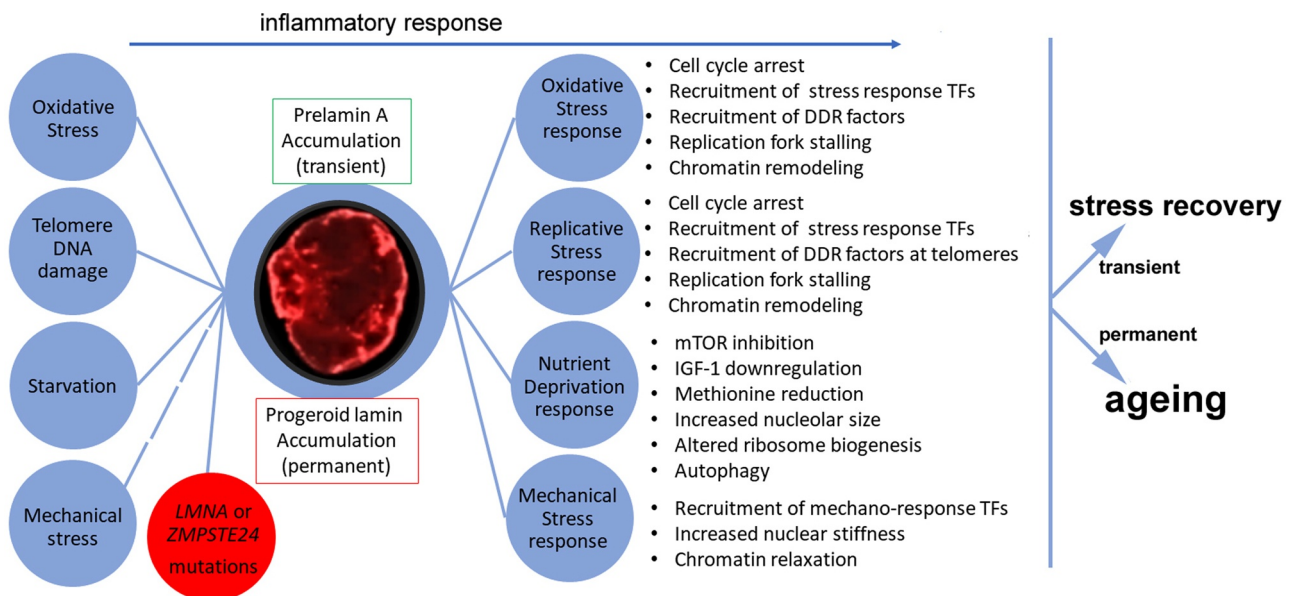 inflammatory response
Oxidative
Stress
Telomere
DNA
damage
Starvation
Mechanical
stress
LMNA or
ZMPSTE24
mutations
Prelamin A
Accumulation
(transient)
Progeroid lamin
Accumulation
(permanent)
Oxidative
Stress
response
• Cell cycle arrest
• Recruitment of stress response TFs
• Recruitment of DDR factors
• Replication fork stalling
• Chromatin remodeling
Replicative
Stress
response
• Cell cycle arrest
• Recruitment of stress response TFs
• Recruitment of DDR factors at telomeres
• Replication fork stalling
• Chromatin remodeling
Nutrient
Deprivation
response
• mTOR inhibition
• IGF-1 downregulation
• Methionine reduction
• Increased nucleolar size
• Altered ribosome biogenesis
• Autophagy
Mechanical
Stress
response
• Recruitment of mechano-response TFs
• Increased nuclear stiffness
• Chromatin relaxation
stress recovery
transient
permanent
ageing